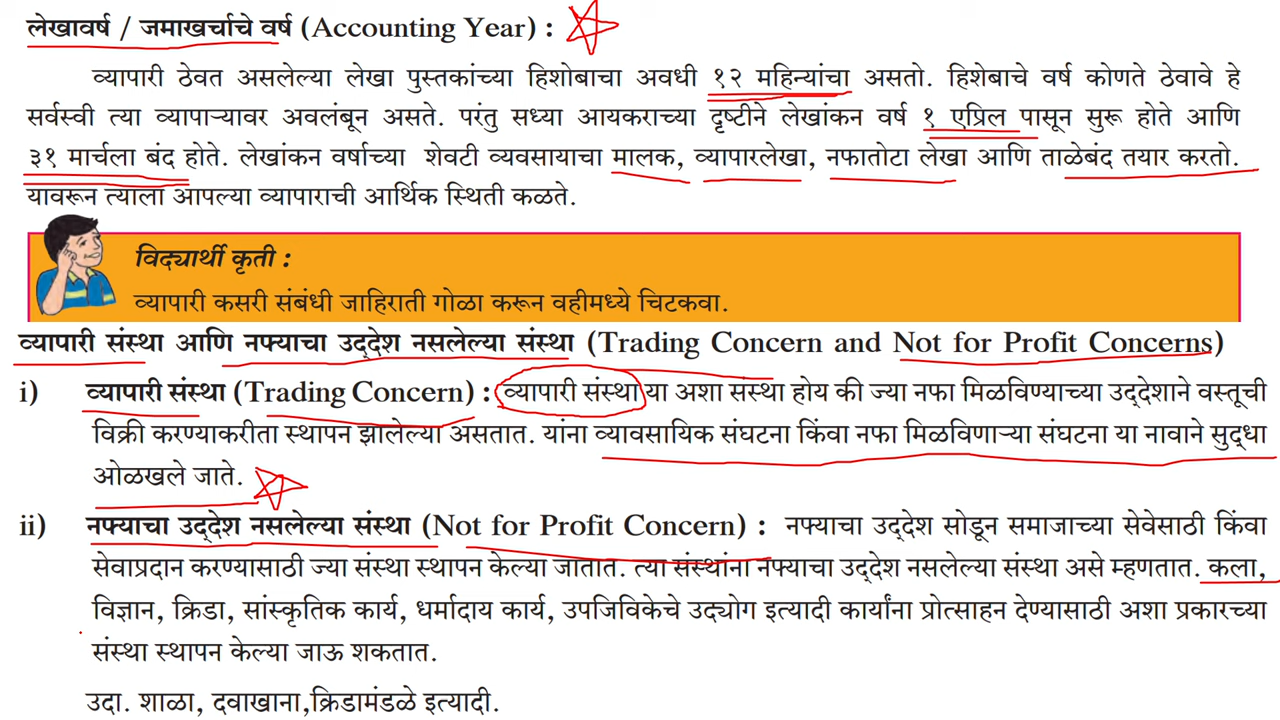 लेखावर्ष / जमाखर्चाचे वर्ष (Accounting Year) :
व्यापारी ठेवत असलेल्या लेखा पुस्तकांच्या हिशोबाचा अवधी १२ महिन्यांचा असतो. हिशेबाचे वर्ष कोणते ठेवावे हे
सर्वस्वी त्या व्यापाऱ्यावर अवलंबून असते. परंतु सध्या आयकराच्या दृष्टीने लेखांकन वर्ष १ एप्रिल पासून सुरू होते आणि
३१ मार्चला बंद होते. लेखांकन वर्षाच्या शेवटी व्यवसायाचा मालक, व्यापारलेखा, नफातोटा लेखा आणि ताळेबंद तयार करतो.
यावरून त्याला आपल्या व्यापाराची आर्थिक स्थिती कळते.
विद्यार्थी कृती :
व्यापारी कसरी संबंधी जाहिराती गोळा करून वहीमध्ये चिटकवा.
व्यापारी संस्था आणि नफ्याचा उद्देश नसलेल्या संस्था (Trading Concern and Not for Profit Concerns)
i) व्यापारी संस्था (Trading Concern) : व्यापारी संस्था या अशा सस्था होय की ज्या नफा मिळविण्याच्या उद्देशाने वस्तूची
विक्री करण्याकरीता स्थापन झालेल्या असतात. यांना व्यावसायिक संघटना किंवा नफा मिळविणाऱ्या संघटना या नावाने सुद्धा
ओळखले जाते.
ii) नफ्याचा उद्देश नसलेल्या संस्था (Not for Profit Concern) : नफ्याचा उद्देश सोडून समाजाच्या सेवेसाठी किंवा
सेवाप्रदान करण्यासाठी ज्या संस्था स्थापन केल्या जातात. त्या संस्थांना नफ्याचा उद्देश नसलेल्या संस्था असे म्हणतात. कला,
विज्ञान, क्रिडा, सांस्कृतिक कार्य, धर्मादाय कार्य, उपजिविकेचे उद्योग इत्यादी कार्यांना प्रोत्साहन देण्यासाठी अशा प्रकारच्या
संस्था स्थापन केल्या जाऊ शकतात.
उदा. शाळा, दवाखाना,क्रिडामंडळे इत्यादी.